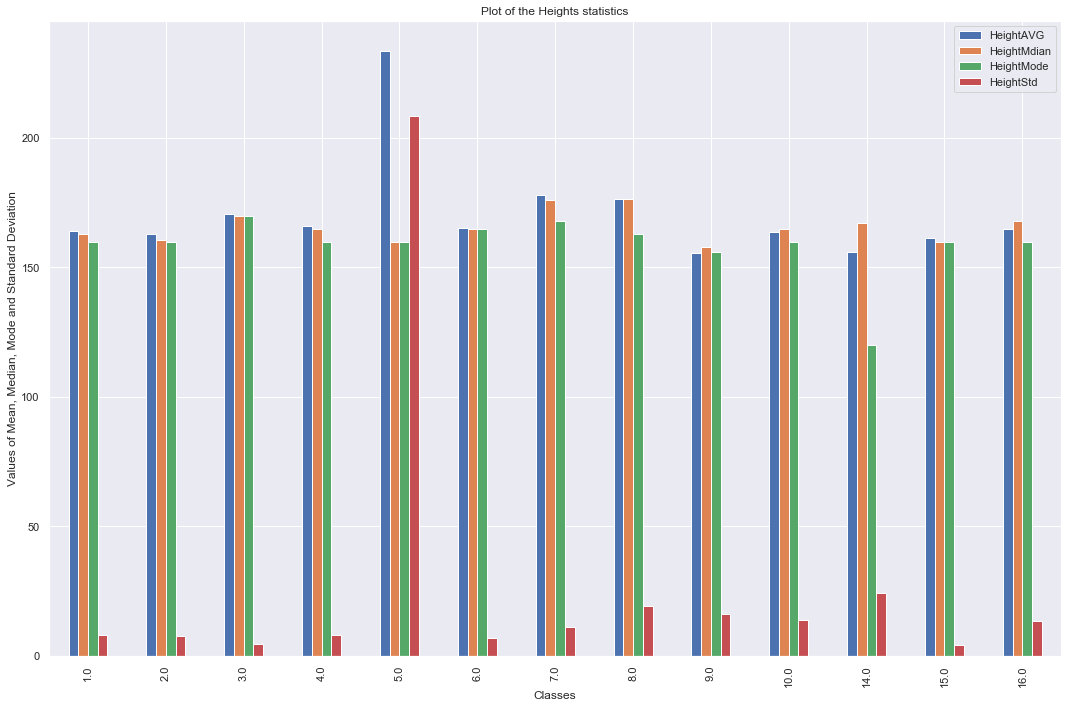 Plot of the Heights statistics
HeightAVG
HeightMdian
HeightMode
HeightStd
Values of Mean, Median, Mode and Standard Deviation
200
150
100
50
0
1.0
2.0
3.0
4.0
5.0
6.0
7.0
8.0
9.0
10.0
14.0
15.0
16.0
Classes